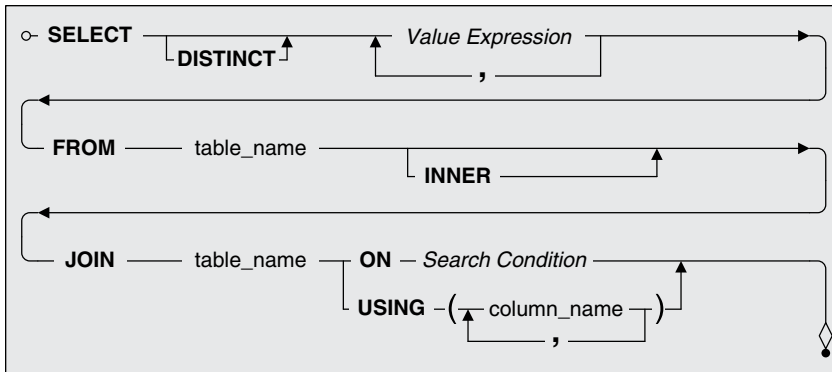 SELECT Value Expression
DISTINCT ,
FROM table_name
INNER
JOIN table_name ON Search Condition
USING ( column_name )
,